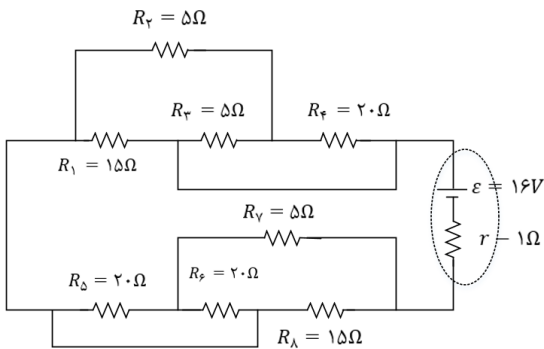 R۲ = ۵Ω
R۳ = ۵Ω
R۴ = ۲۰Ω
R۱ = ۱۵Ω
ε = ۱۶V
R۷ = ۵Ω
r = ۱Ω
R۵ = ۲۰Ω
R۶ = ۲۰Ω
R۸ = ۱۵Ω